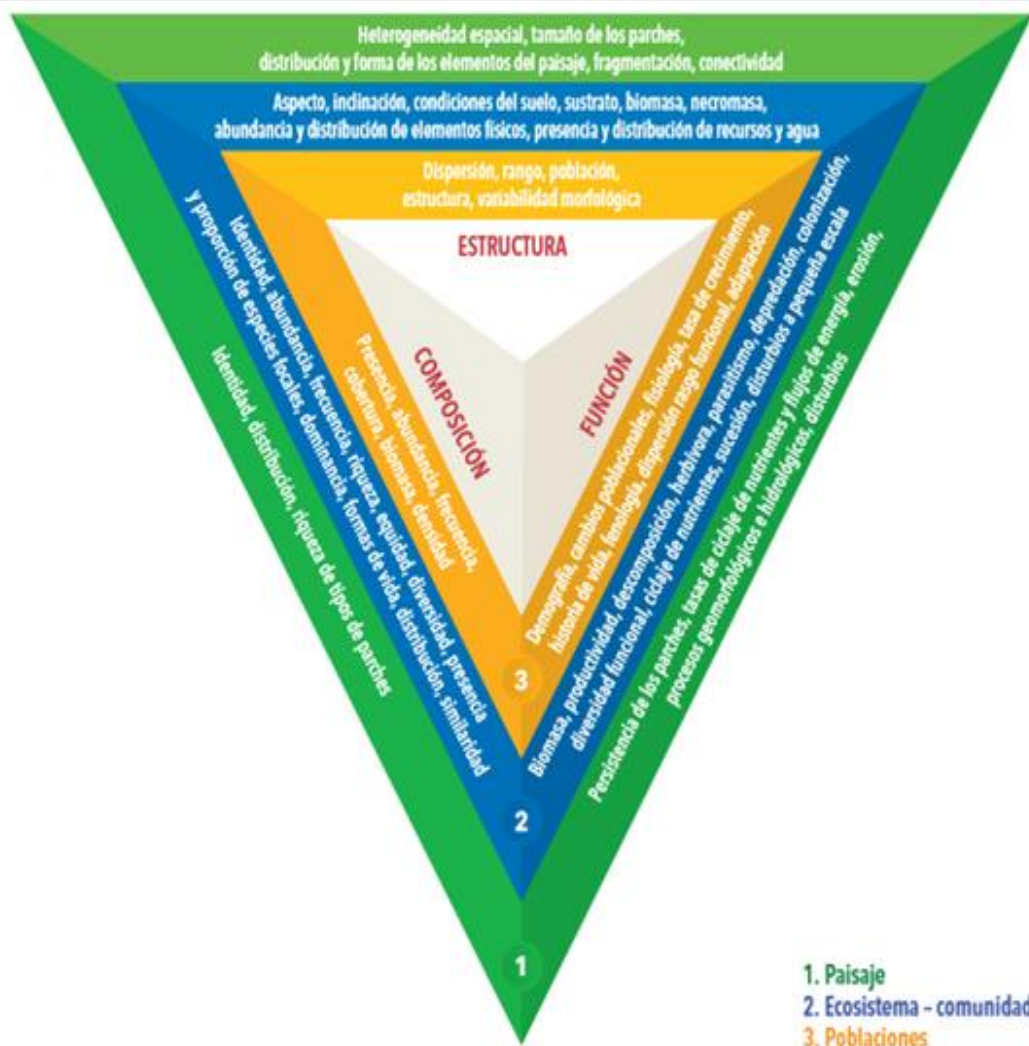 Heterogeneidad espacial, tamaño de los parches,
distribución y forma de los elementos del paisaje, fragmentación, conectividad
Aspecto, inclinación, condiciones del suelo, sustrato, biomasa, necromasa,
abundancia y distribución de elementos físicos, presencia y distribución de recursos y agua
Dispersión, rango, población,
estructura, variabilidad morfológica
ESTRUCTURA
COMPOSICIÓN
FUNCIÓN
Presencia, abundancia, frecuencia,
cobertura, biomasa, densidad
Identidad, abundancia, frecuencia, riqueza, equidad, diversidad, presencia
y proporción de especies focales, dominancia, formas de vida, distribución, similaridad
Identidad, distribución, riqueza de tipos de parches
Demografía, cambios poblacionales, fisiología, tasa de crecimiento,
historia de vida, fenología, dispersión rasgo funcional, adaptación
Biomasa, productividad, descomposición, herbívora, parasitismo, depredación, colonización,
diversidad funcional, ciclaje de nutrientes, sucesión, disturbios a pequeña escala
Persistencia de los parches, tasas de ciclaje de nutrientes y flujos de energía, erosión,
procesos geomorfológicos e hidrológicos, disturbios
3
2
1
1. Paisaje
2. Ecosistema – comunidad
3. Poblaciones